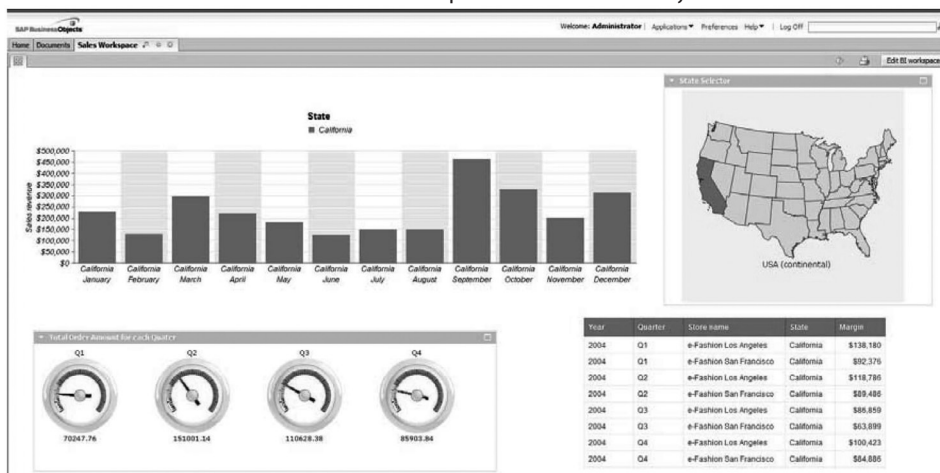 SAP BusinessObjects
Welcome: Administrator | Applications Preferences Help | Log Off
Home Documents Sales Workspace
Edit BI workspace
State Selector
State
California
$500,000
$450,000
$400,000
$350,000
$300,000
$250,000
$200,000
$150,000
$100,000
$50,000
$0
Sales revenue
California California California California California California California California California California California California
January February March April May June July August September October November December
USA (continental)
Total Order Amount for each Quater
Q1 Q2 Q3 Q4
70247.76 151001.14 110628.38 85903.84
Year Quarter Store name State Margin
2004 Q1 e-Fashion Los Angeles California $138,180
2004 Q1 e-Fashion San Francisco California $92,376
2004 Q2 e-Fashion Los Angeles California $118,786
2004 Q2 e-Fashion San Francisco California $89,486
2004 Q3 e-Fashion Los Angeles California $86,859
2004 Q3 e-Fashion San Francisco California $63,899
2004 Q4 e-Fashion Los Angeles California $100,423
2004 Q4 e-Fashion San Francisco California $84,886